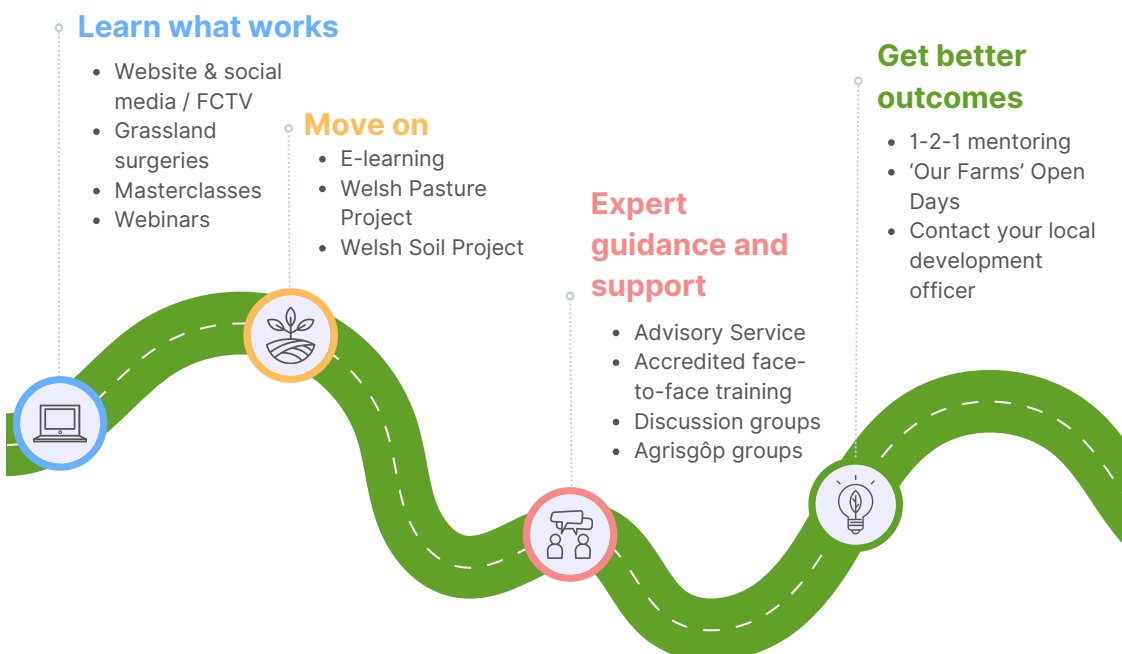 Learn what works
• Website & social
media / FCTV
• Grassland
surgeries
• Masterclasses
• Webinars
Move on
• E-learning
• Welsh Pasture
Project
• Welsh Soil Project
Expert
guidance and
support
• Advisory Service
• Accredited face-
to-face training
• Discussion groups
• Agrisgôp groups
Get better
outcomes
• 1-2-1 mentoring
• ‘Our Farms’ Open
Days
• Contact your local
development
officer